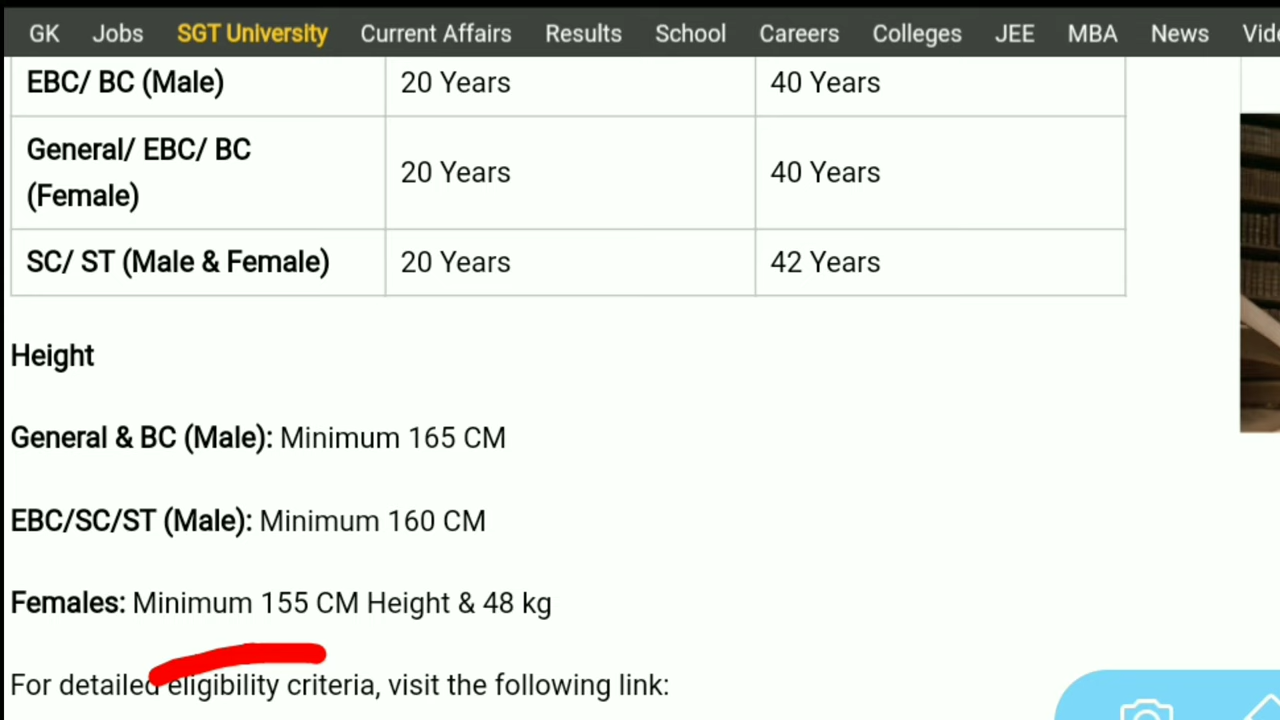 GK Jobs SGT University Current Affairs Results School Careers Colleges JEE MBA News
EBC/ BC (Male) 20 Years 40 Years
General/ EBC/ BC
(Female) 20 Years 40 Years
SC/ ST (Male & Female) 20 Years 42 Years
Height
General & BC (Male): Minimum 165 CM
EBC/SC/ST (Male): Minimum 160 CM
Females: Minimum 155 CM Height & 48 kg
For detailed eligibility criteria, visit the following link: